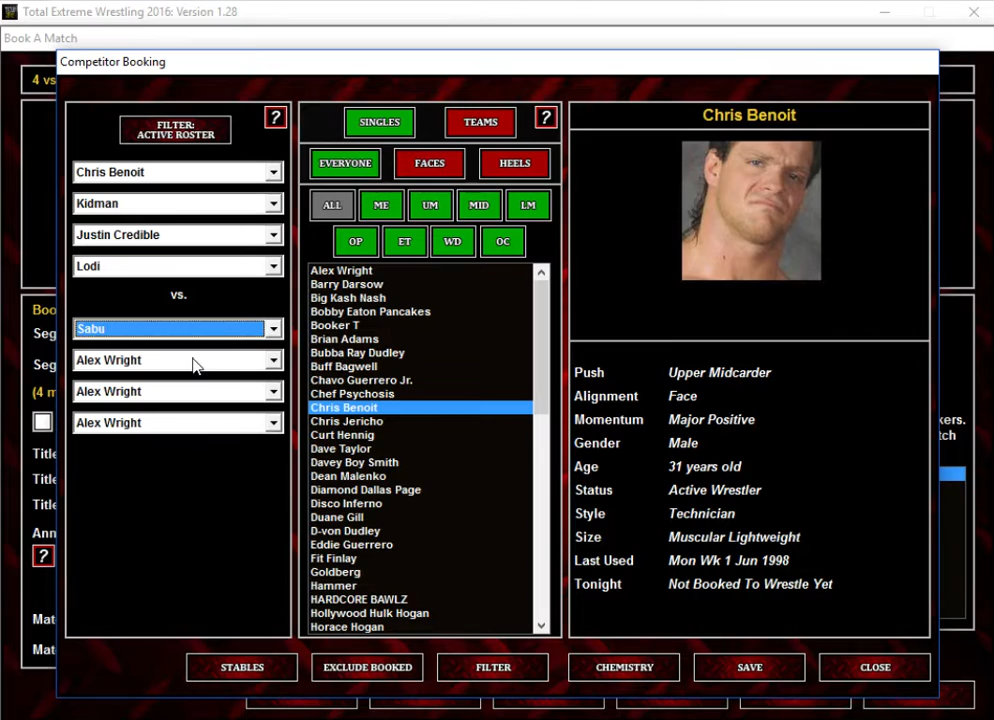 Total Extreme Wrestling 2016: Version 1.28
Book A Match
Competitor Booking
4 vs
FILTER:
ACTIVE ROSTER
?
Chris Benoit
Kidman
Justin Credible
Lodi
vs.
Sabu
Alex Wright
Alex Wright
Alex Wright
SINGLES
TEAMS
?
EVERYONE
FACES
HEELS
ALL
ME
UM
MID
LM
OP
ET
WD
OC
Alex Wright
Barry Darsow
Big Kash Nash
Bobby Eaton Pancakes
Booker T
Brian Adams
Bubba Ray Dudley
Buff Bagwell
Chavo Guerrero Jr.
Chef Psychosis
Chris Benoit
Chris Jericho
Curt Hennig
Dave Taylor
Davey Boy Smith
Dean Malenko
Diamond Dallas Page
Disco Inferno
Duane Gill
D-von Dudley
Eddie Guerrero
Fit Finlay
Goldberg
Hammer
HARDCORE BAWLZ
Hollywood Hulk Hogan
Horace Hogan
Chris Benoit
Push Upper Midcarder
Alignment Face
Momentum Major Positive
Gender Male
Age 31 years old
Status Active Wrestler
Style Technician
Size Muscular Lightweight
Last Used Mon Wk 1 Jun 1998
Tonight Not Booked To Wrestle Yet
Boo
Seg
Seg
(4 m
Title
Title
Title
Ann
?
Mat
Mat
kers.
tch
STABLES
EXCLUDE BOOKED
FILTER
CHEMISTRY
SAVE
CLOSE